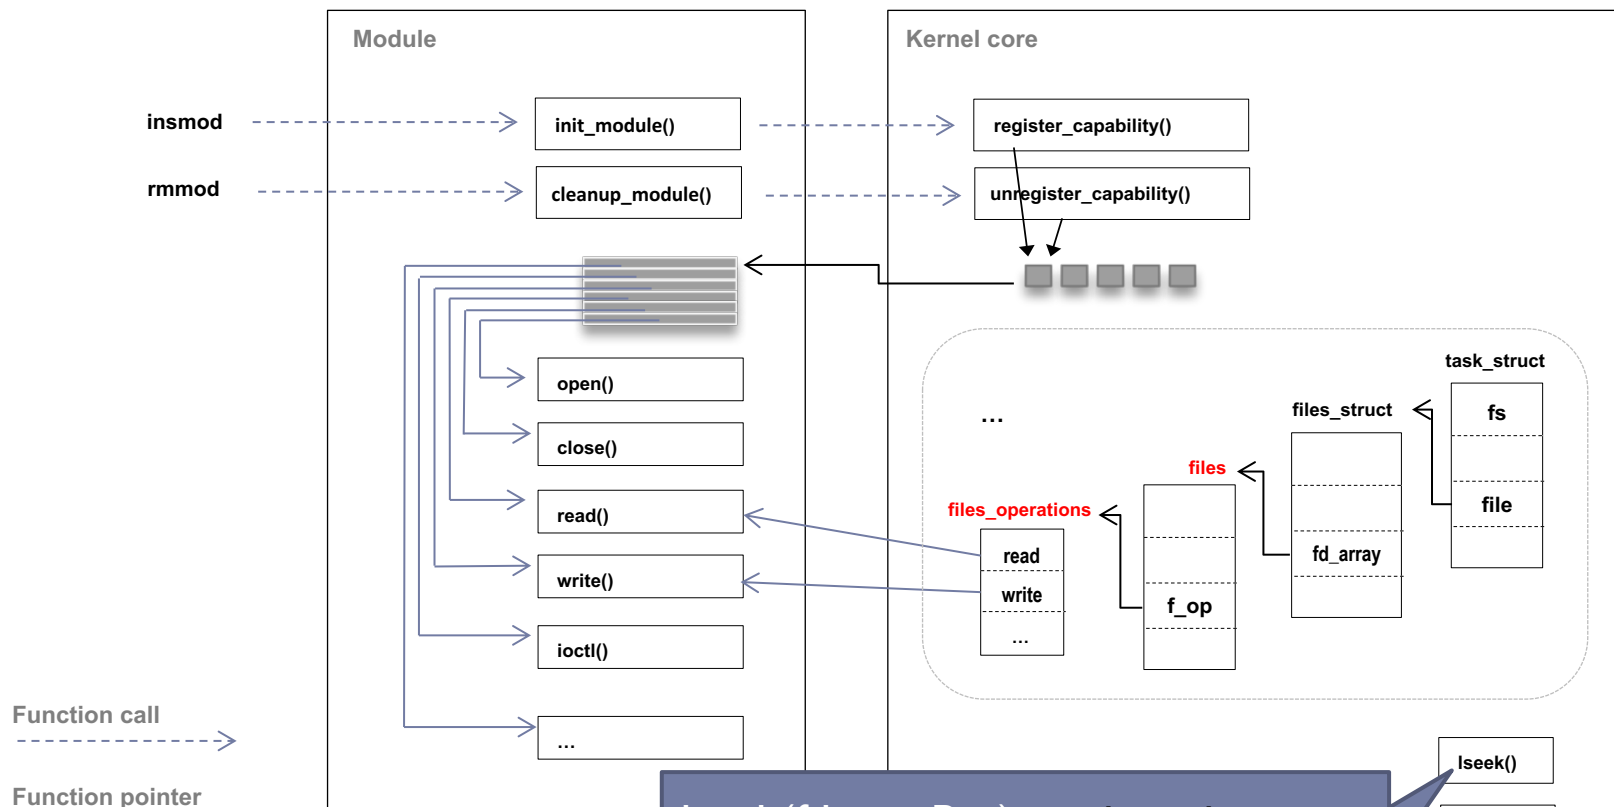 Module
Kernel core
insmod
init_module()
register_capability()
rmmod
cleanup_module()
unregister_capability()
task_struct
fs
file
files_struct
fd_array
files
f_op
...
files_operations
read
write
...
open()
close()
read()
write()
ioctl()
...
Function call
Function pointer
lseek()